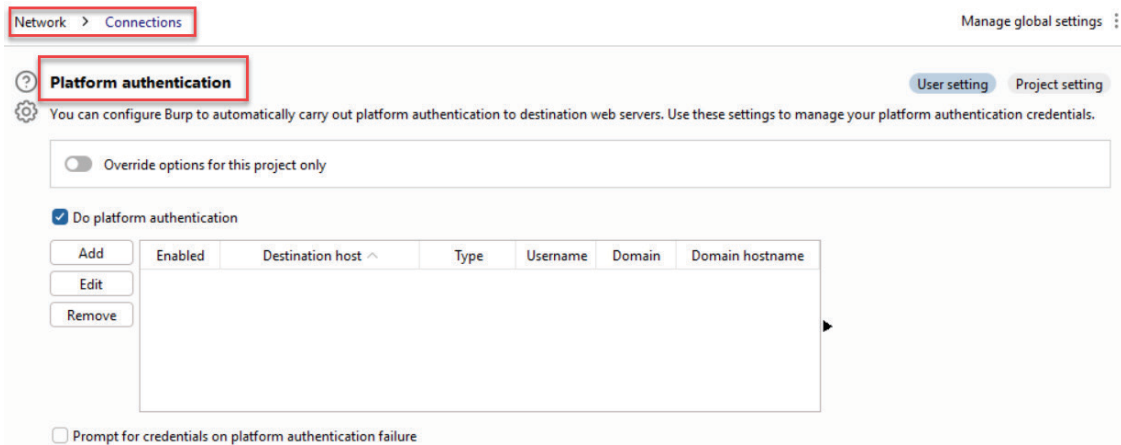 Network > Connections
Manage global settings
Platform authentication
User setting
Project setting
You can configure Burp to automatically carry out platform authentication to destination web servers. Use these settings to manage your platform authentication credentials.
Override options for this project only
Do platform authentication
Add
Enabled Destination host Type Username Domain Domain hostname
Edit
Remove
Prompt for credentials on platform authentication failure